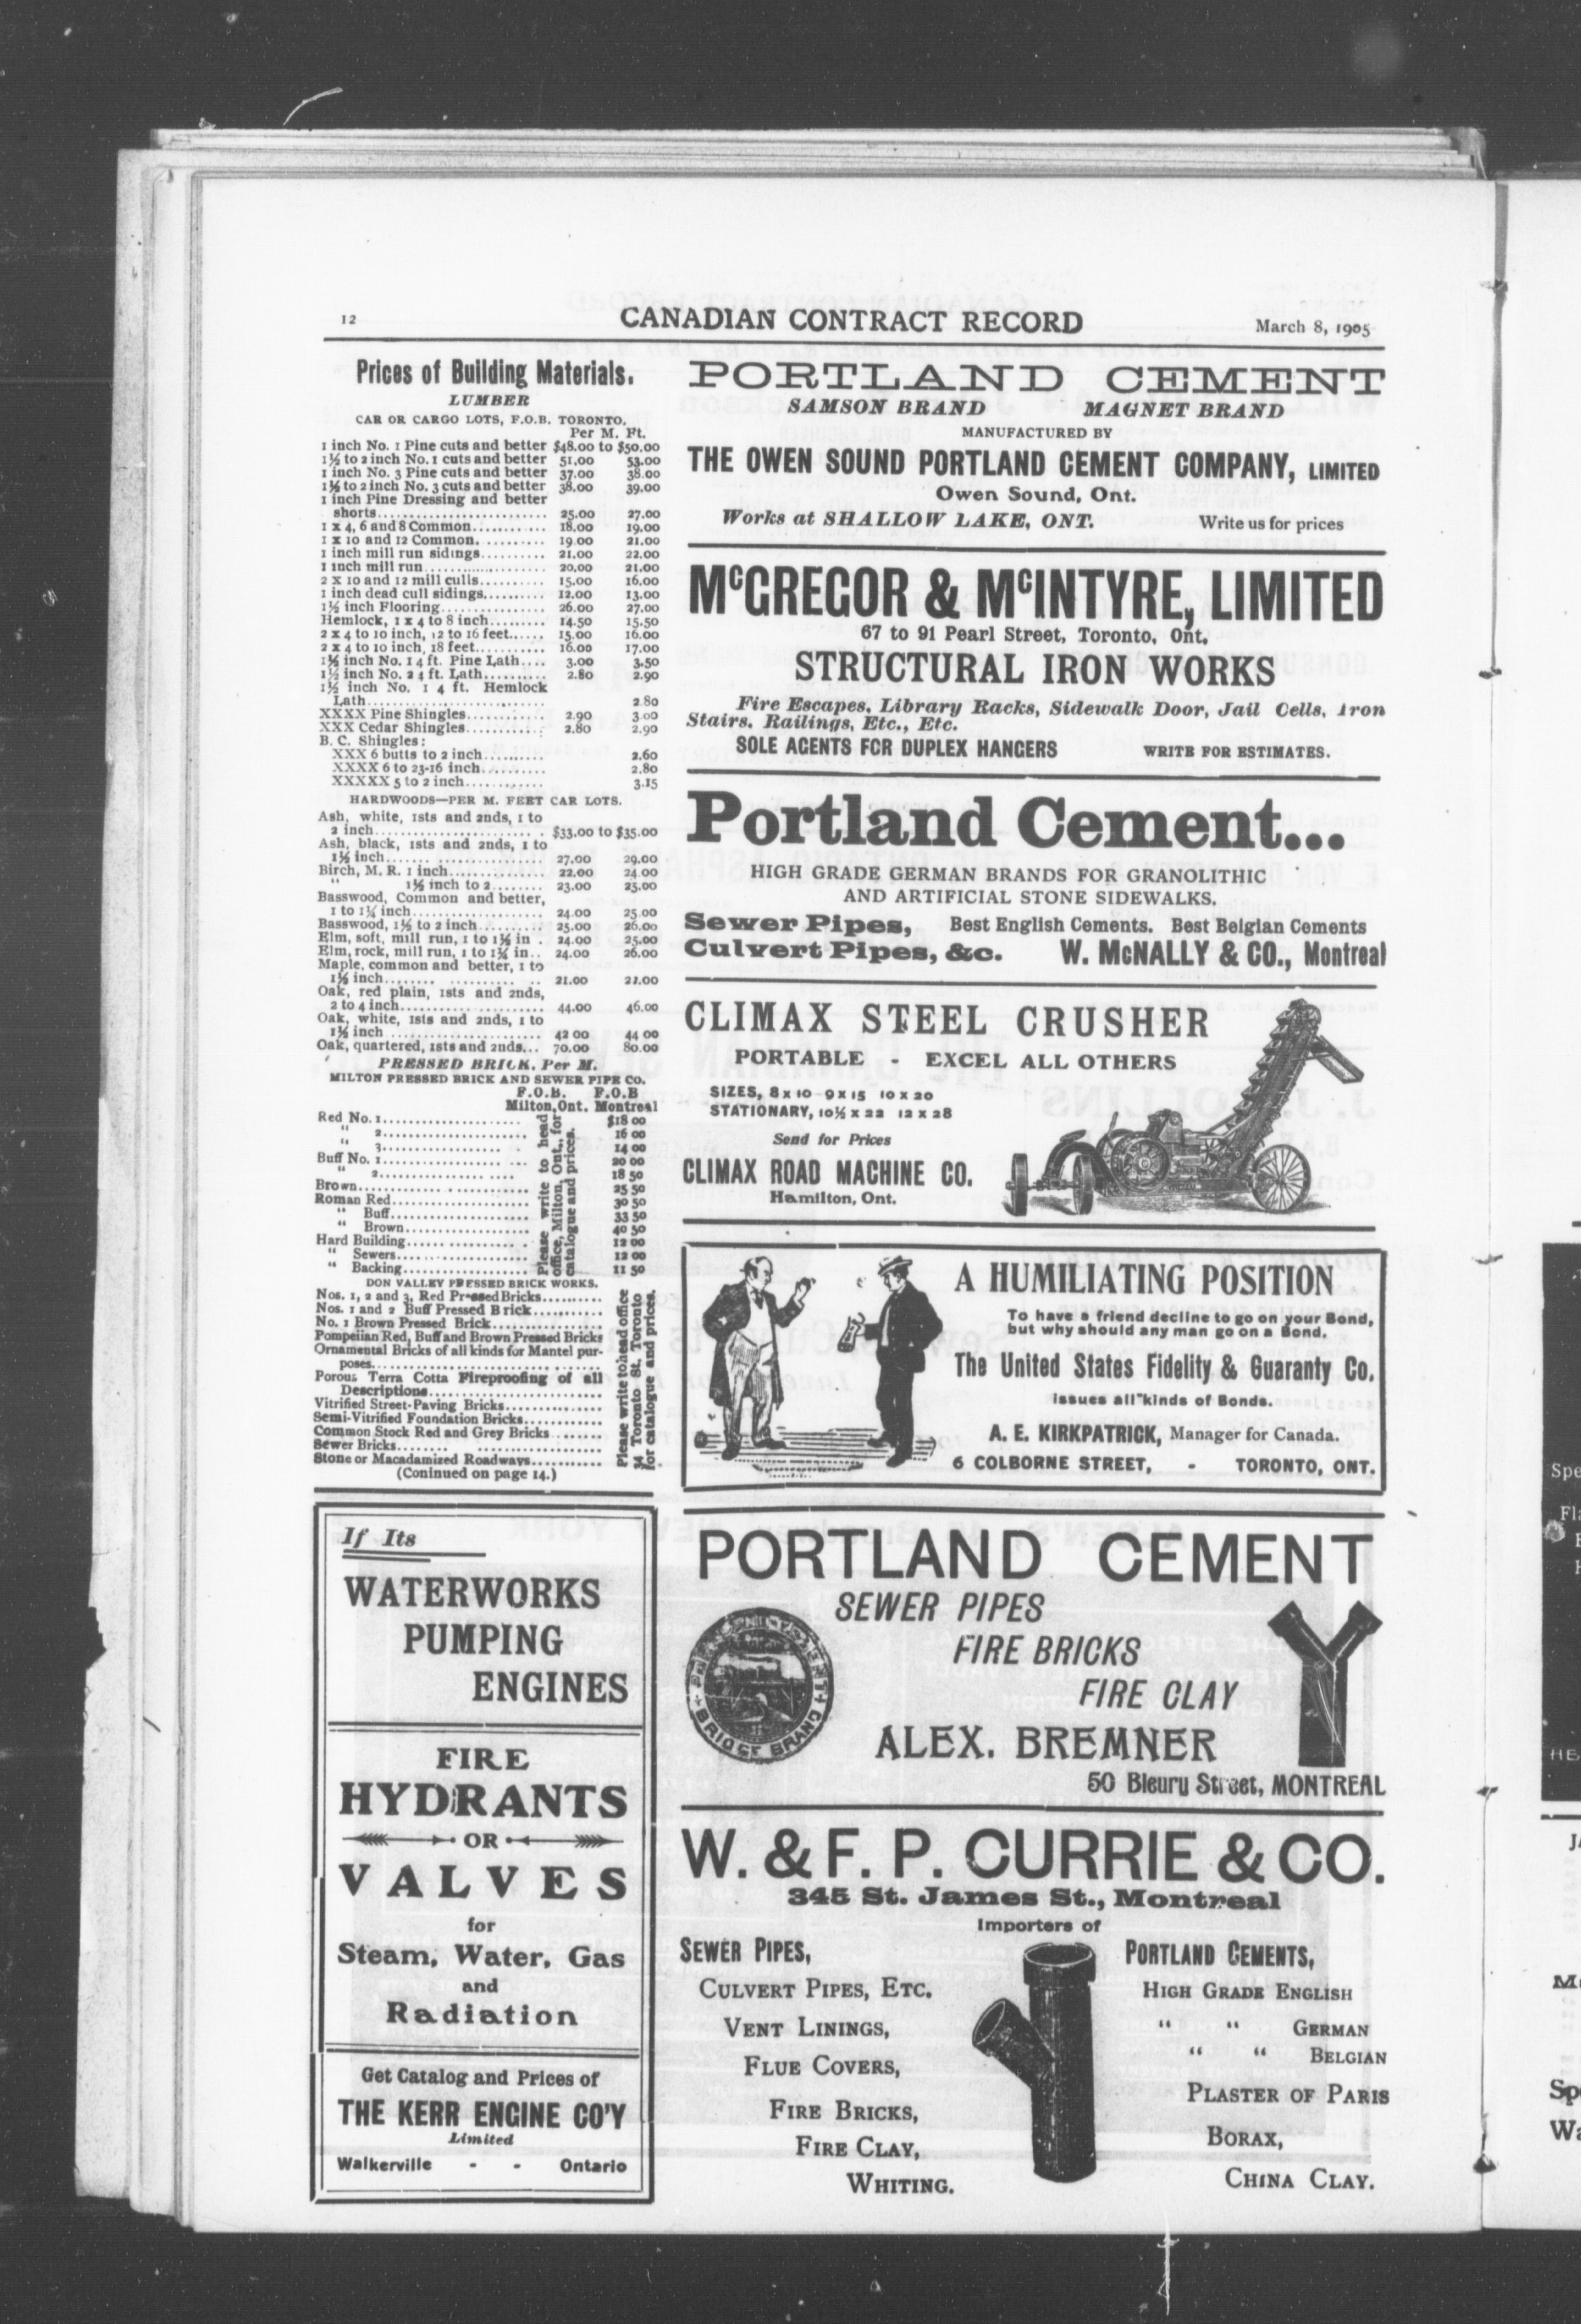 12
CANADIAN CONTRACT RECORD
March 8, 1905
Prices of Building Materials.
LUMBER
CAR OR CARGO LOTS, F.O.B. TORONTO.
Per M. Ft.
1 inch No. 1 Pine cuts and better $48.00 to $50.00
1½ to 2 inch No. 1 cuts and better 51.00 53.00
1 inch No. 3 Pine cuts and better 37.00 38.00
1½ to 2 inch No. 3 cuts and better 38.00 39.00
1 inch Pine Dressing and better
shorts.......................... 25.00 27.00
1 x 4, 6 and 8 Common............ 18.00 19.00
1 x 10 and 12 Common........... 19.00 21.00
1 inch mill run sidings.......... 21.00 22.00
1 inch mill run................... 20.00 21.00
2 x 10 and 12 mill culls.......... 15.00 16.00
1 inch dead cull sidings.......... 12.00 13.00
1½ inch Flooring................ 26.00 27.00
Hemlock, 1 x 4 to 8 inch......... 14.50 15.50
2 x 4 to 10 inch, 12 to 16 feet...... 15.00 16.00
2 x 4 to 10 inch, 18 feet........... 16.00 17.00
1½ inch No. 1 4 ft. Pine Lath.... 3.00 3.50
1½ inch No. 2 4 ft. Lath.......... 2.80 2.90
1½ inch No. 1 4 ft. Hemlock
Lath............................ 2 80
XXXX Pine Shingles............ 2.90 3 00
XXX Cedar Shingles............ 2.80 2.90
B. C. Shingles:
XXX 6 butts to 2 inch.......... 2.60
XXXX 6 to 23-16 inch.......... 2.80
XXXXX 5 to 2 inch............ 3.15
HARDWOODS—PER M. FEET CAR LOTS.
Ash, white, 1sts and 2nds, 1 to
2 inch.......................... $33.00 to $35.00
Ash, black, 1sts and 2nds, 1 to
1½ inch....... ................ 27.00 29.00
Birch, M. R. 1 inch............... 22.00 24 00
" 1½ inch to 2........ 23.00 25.00
Basswood, Common and better,
1 to 1¼ inch.................... 24.00 25.00
Basswood, 1½ to 2 inch.......... 25.00 26.00
Elm, soft, mill run, 1 to 1½ in . 24.00 25.00
Elm, rock, mill run, 1 to 1¼ in.. 24.00 26.00
Maple, common and better, 1 to
1½ inch........ .......... .. 21.00 22.00
Oak, red plain, 1sts and 2nds,
2 to 4 inch...................... 44.00 46.00
Oak, white, 1sts and 2nds, 1 to
1½ inch ....................... 42 00 44 00
Oak, quartered, 1sts and 2nds... 70.00 80.00
PRESSED BRICK, Per M.
MILTON PRESSED BRICK AND SEWER PIPE CO.
F.O.B. F.O.B
Milton, Ont. Montreal
Red No. 1..................... $18 00
" 2........................ 16 00
" 3................... . 14 00
Buff No. 1.................. ... 20 00
" 2................. .... 18 50
Brown............. ............. 25 50
Roman Red..................... 30 50
" Buff..................... 33 50
" Brown................... 40 50
Hard Building............... . 12 00
" Sewers................... 12 00
" Backing.................. 11 50
Please write to head
office, Milton, Ont., for
catalogue and prices.
DON VALLEY PRESSED BRICK WORKS.
Nos. 1, 2 and 3, Red Pressed Bricks..........
Nos. 1 and 2 Buff Pressed Brick...........
No. 1 Brown Pressed Brick................
Pompeiian Red, Buff and Brown Pressed Bricks
Ornamental Bricks of all kinds for Mantel pur-
poses...............................
Porous Terra Cotta Fireproofing of all
Descriptions..........................
Vitrified Street-Paving Bricks..............
Semi-Vitrified Foundation Bricks............
Common Stock Red and Grey Bricks .......
Sewer Bricks........ ...................
Stone or Macadamized Roadways...........
Please write to head office
34 Toronto St. Toronto
for catalogue and prices.
(Coninued on page 14.)
If Its
WATERWORKS
PUMPING
ENGINES
FIRE
HYDRANTS
OR
VALVES
for
Steam, Water, Gas
and
Radiation
Get Catalog and Prices of
THE KERR ENGINE CO'Y
Limited
Walkerville - - Ontario
PORTLAND CEMENT
SAMSON BRAND MAGNET BRAND
MANUFACTURED BY
THE OWEN SOUND PORTLAND CEMENT COMPANY, LIMITED
Owen Sound, Ont.
Works at SHALLOW LAKE, ONT. Write us for prices
McGREGOR & McINTYRE, LIMITED
67 to 91 Pearl Street, Toronto, Ont.
STRUCTURAL IRON WORKS
Fire Escapes, Library Racks, Sidewalk Door, Jail Cells, Iron
Stairs, Railings, Etc., Etc.
SOLE AGENTS FOR DUPLEX HANGERS WRITE FOR ESTIMATES.
Portland Cement...
HIGH GRADE GERMAN BRANDS FOR GRANOLITHIC
AND ARTIFICIAL STONE SIDEWALKS.
Sewer Pipes, Best English Cements. Best Belgian Cements
Culvert Pipes, &c. W. McNALLY & CO., Montreal
CLIMAX STEEL CRUSHER
PORTABLE - EXCEL ALL OTHERS
SIZES, 8 x 10 9 x 15 10 x 20
STATIONARY, 10½ x 22 12 x 28
Send for Prices
CLIMAX ROAD MACHINE CO.
Hamilton, Ont.
A HUMILIATING POSITION
To have a friend decline to go on your Bond,
but why should any man go on a Bond.
The United States Fidelity & Guaranty Co.
issues all kinds of Bonds.
A. E. KIRKPATRICK, Manager for Canada.
6 COLBORNE STREET, - TORONTO, ONT.
PORTLAND CEMENT
SEWER PIPES
FIRE BRICKS
FIRE CLAY
BRIDGE BRAND
ALEX. BREMNER
50 Bleury Street, MONTREAL
W. & F. P. CURRIE & CO.
345 St. James St., Montreal
Importers of
SEWER PIPES,
CULVERT PIPES, ETC.
VENT LININGS,
FLUE COVERS,
FIRE BRICKS,
FIRE CLAY,
WHITING.
PORTLAND CEMENTS,
HIGH GRADE ENGLISH
" " GERMAN
" " BELGIAN
PLASTER OF PARIS
BORAX,
CHINA CLAY.